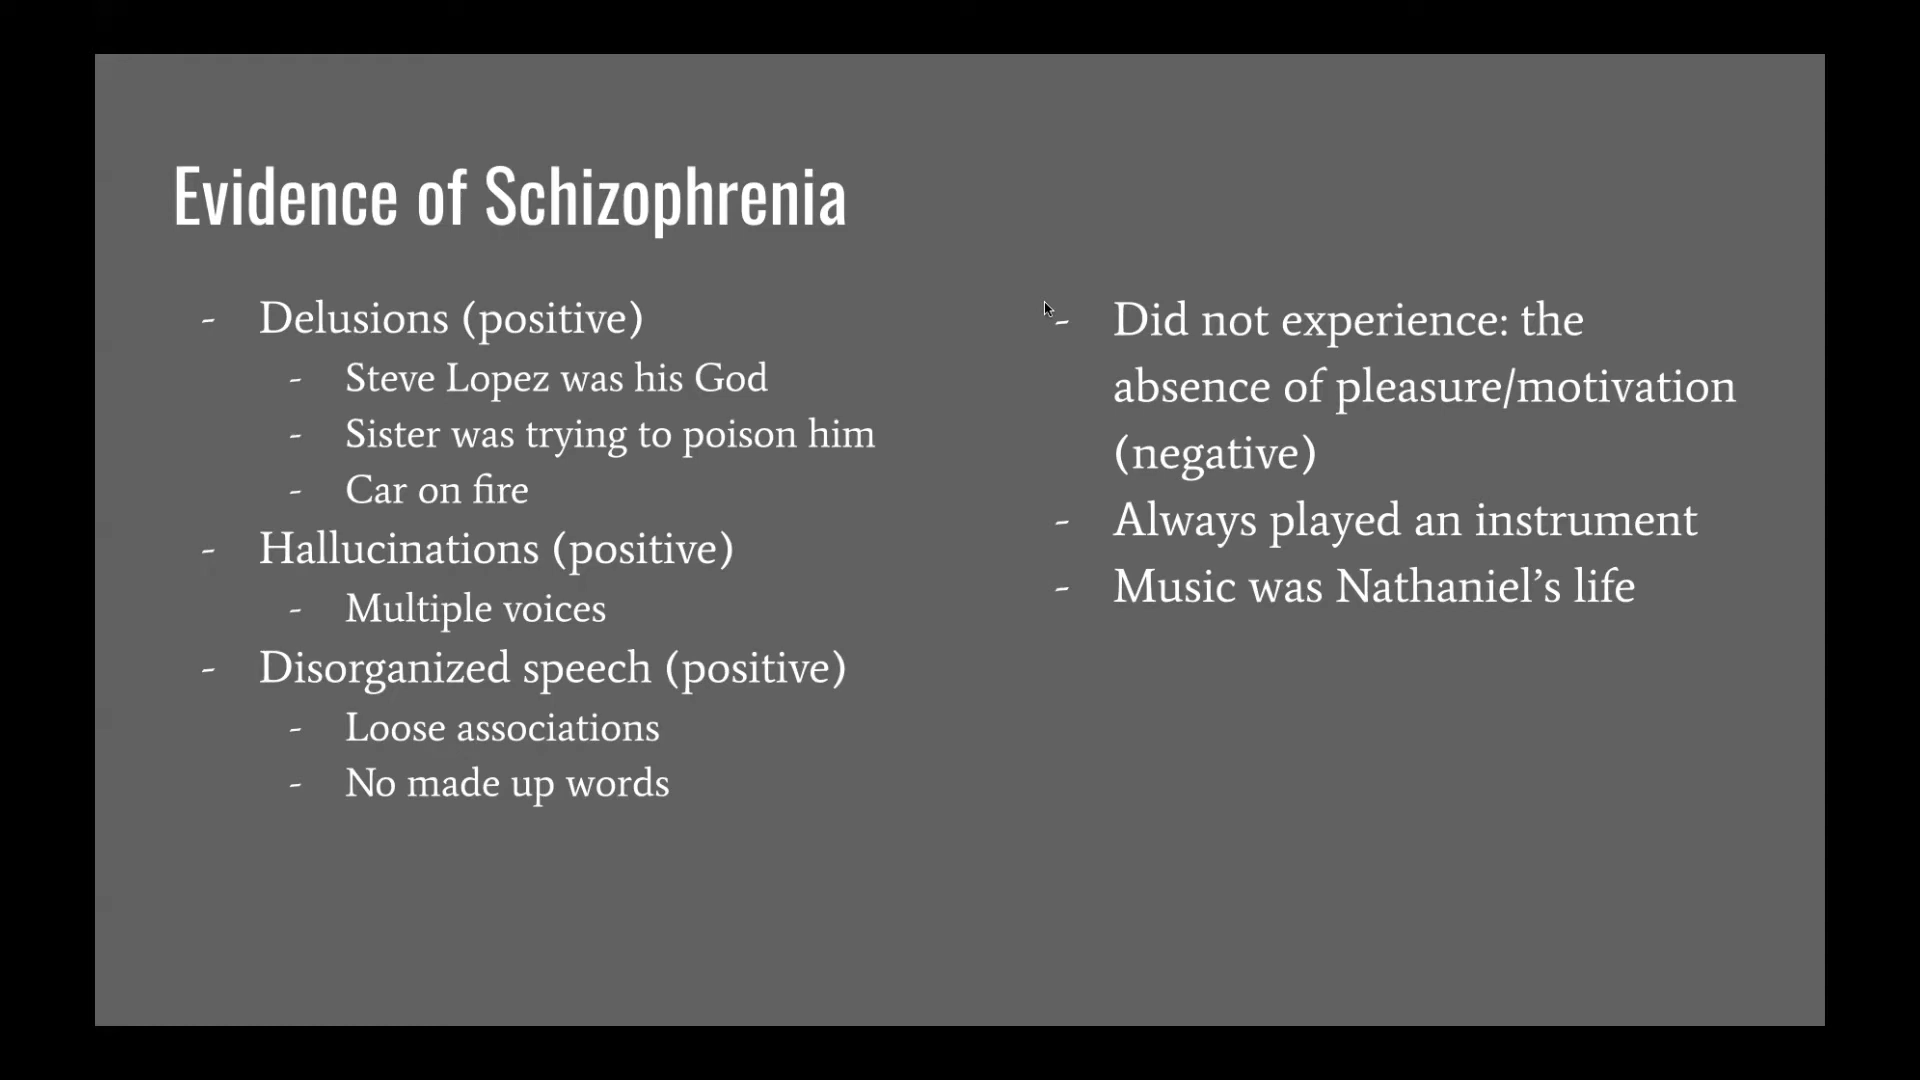 Evidence of Schizophrenia
- Delusions (positive)
- Steve Lopez was his God
- Sister was trying to poison him
- Car on fire
- Hallucinations (positive)
- Multiple voices
- Disorganized speech (positive)
- Loose associations
- No made up words
- Did not experience: the
absence of pleasure/motivation
(negative)
- Always played an instrument
- Music was Nathaniel’s life